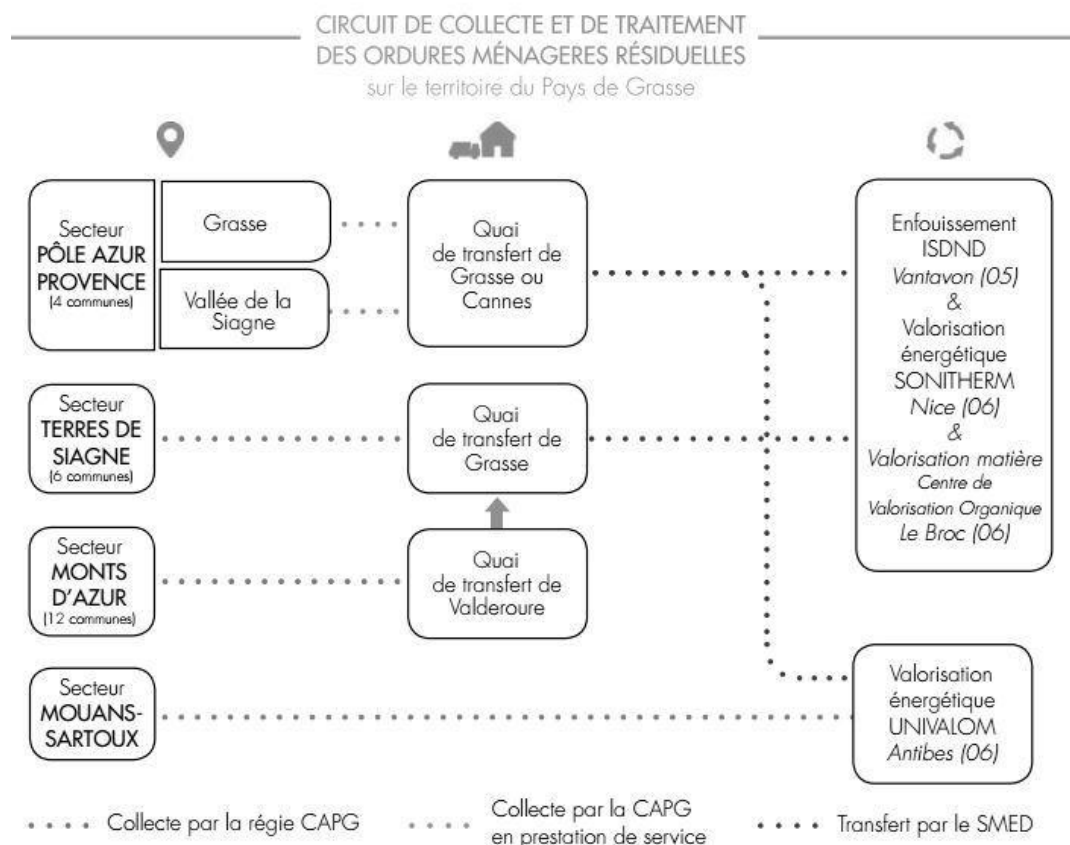 CIRCUIT DE COLLECTE ET DE TRAITEMENT
DES ORDURES MÉNAGERES RÉSIDUELLES
sur le territoire du Pays de Grasse
Secteur
PÔLE AZUR
PROVENCE
(4 communes)
Grasse
Vallée de la
Siagne
Quai
de transfert de
Grasse ou
Cannes
Enfouissement
ISDND
Vantavon (05)
&
Valorisation
énergétique
SONITHERM
Nice (06)
&
Valorisation matière
Centre de
Valorisation Organique
Le Broc (06)
Secteur
TERRES DE
SIAGNE
(6 communes)
Quai
de transfert de
Grasse
Secteur
MONTS
D'AZUR
(12 communes)
Quai
de transfert de
Valderoure
Secteur
MOUANS-
SARTOUX
Valorisation
énergétique
UNIVALOM
Antibes (06)
Collecte par la régie CAPG
Collecte par la CAPG
en prestation de service
Transfert par le SMED